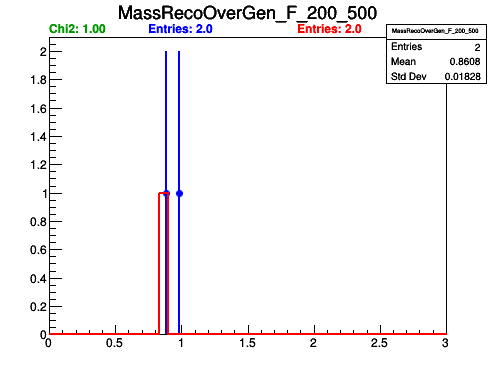 MassRecoOverGen_F_200_500
Chi2: 1.00 Entries: 2.0 Entries: 2.0
MassRecoOverGen_F_200_500
Entries 2
Mean 0.8608
Std Dev 0.01828
2
1.8
1.6
1.4
1.2
1
0.8
0.6
0.4
0.2
0
0 0.5 1 1.5 2 2.5 3